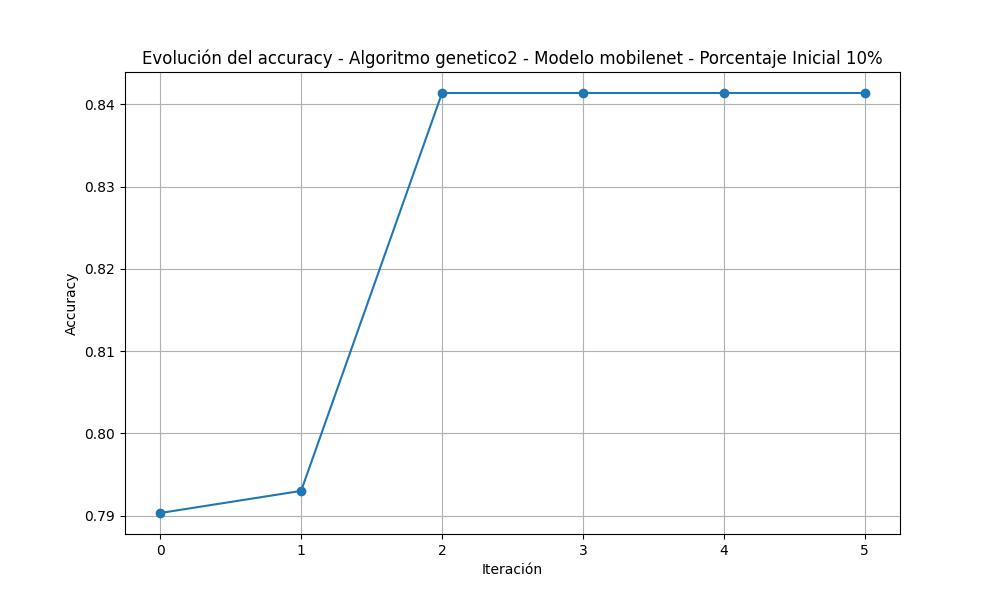 Evolución del accuracy - Algoritmo genetico2 - Modelo mobilenet - Porcentaje Inicial 10%
0.84
0.83
0.82
0.81
0.80
0.79
Accuracy
0 1 2 3 4 5
Iteración